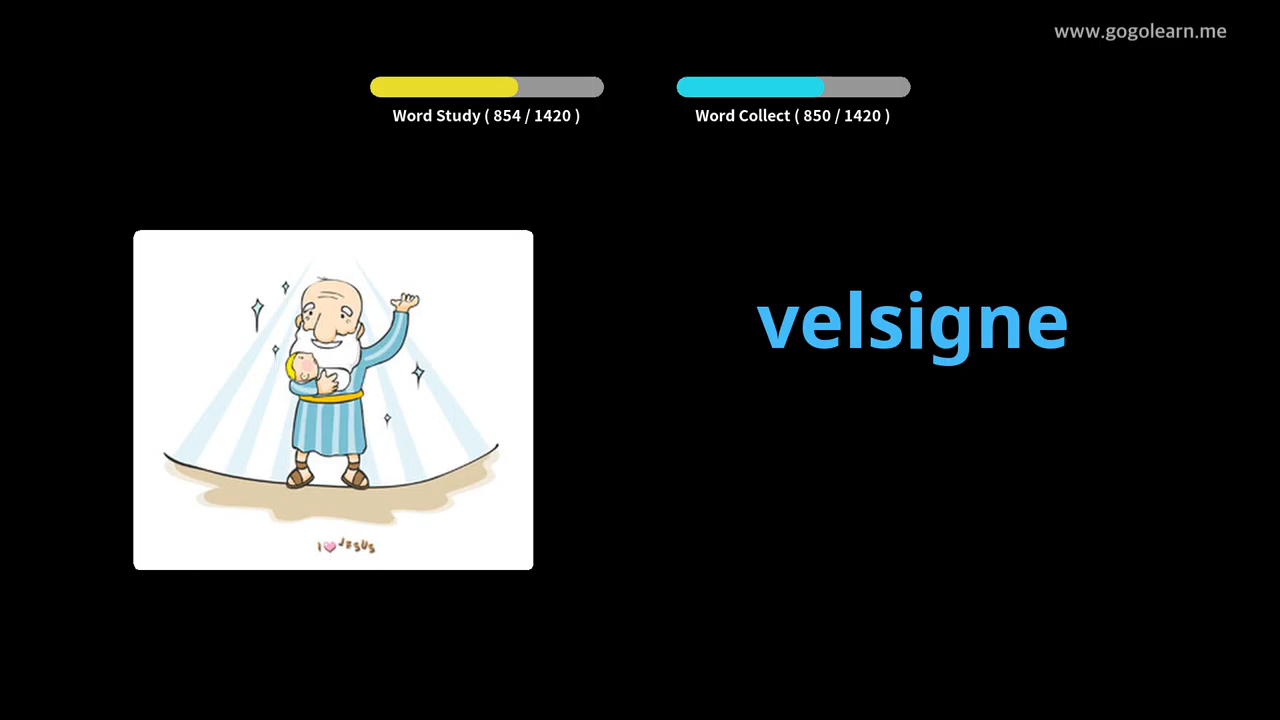 www.gogolearn.me
Word Study ( 854 / 1420 )
Word Collect ( 850 / 1420 )
velsigne
I ♥ JESUS